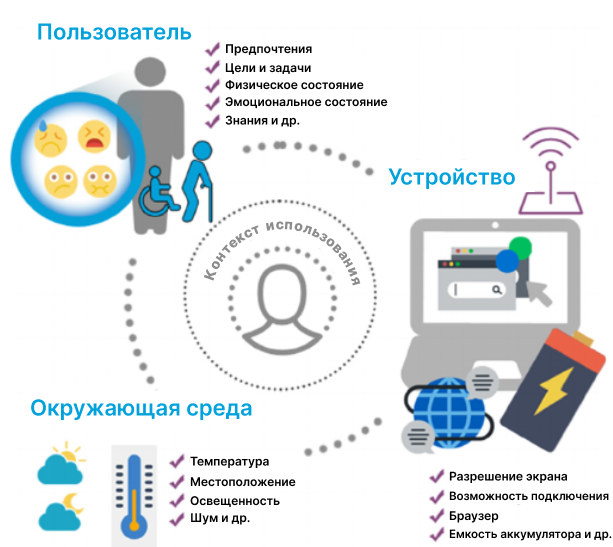 Пользователь
Предпочтения
Цели и задачи
Физическое состояние
Эмоциональное состояние
Знания и др.
Устройство
Контекст использования
Окружающая среда
Температура
Местоположение
Освещенность
Шум и др.
Разрешение экрана
Возможность подключения
Браузер
Емкость аккумулятора и др.